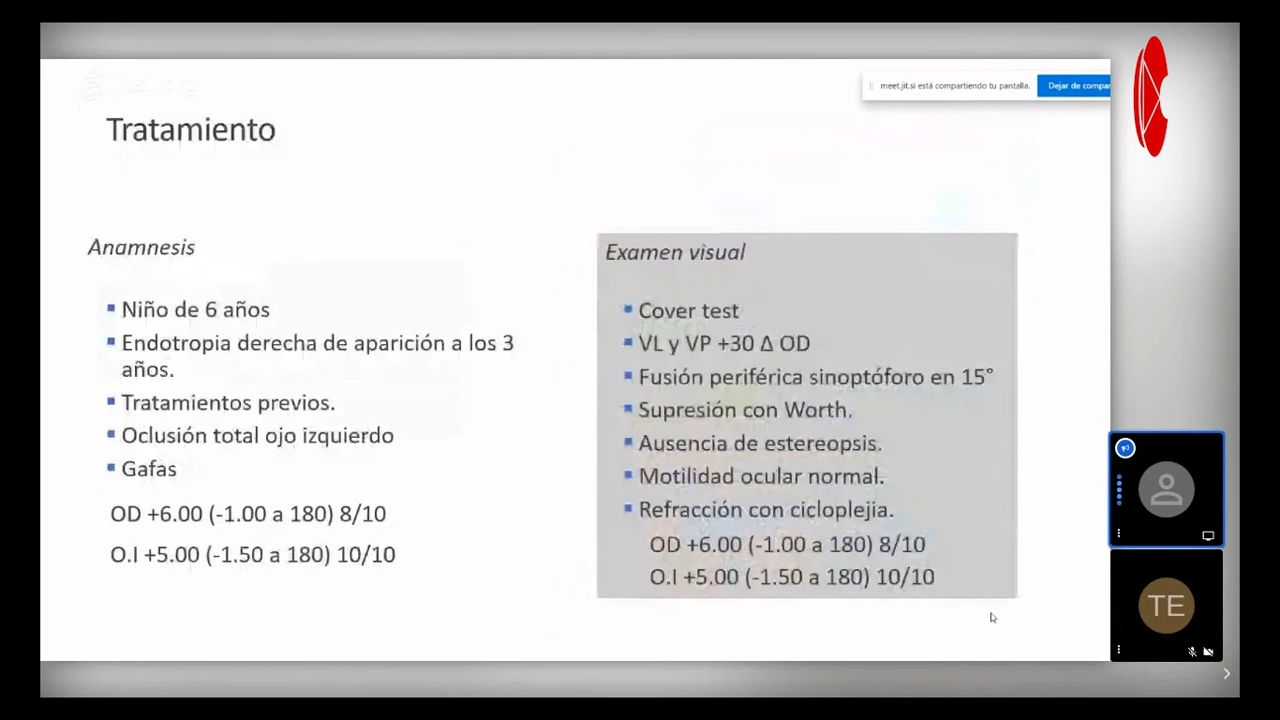 meet.jit.si está compartiendo tu pantalla.
Dejar de compar
Tratamiento
Anamnesis
Niño de 6 años
Endotropia derecha de aparición a los 3
años.
Tratamientos previos.
Oclusión total ojo izquierdo
Gafas
OD +6.00 (-1.00 a 180) 8/10
O.I +5.00 (-1.50 a 180) 10/10
Examen visual
Cover test
VL y VP +30 Δ OD
Fusión periférica sinoptóforo en 15°
Supresión con Worth.
Ausencia de estereopsis.
Motilidad ocular normal.
Refracción con cicloplejia.
OD +6.00 (-1.00 a 180) 8/10
O.I +5.00 (-1.50 a 180) 10/10
TE